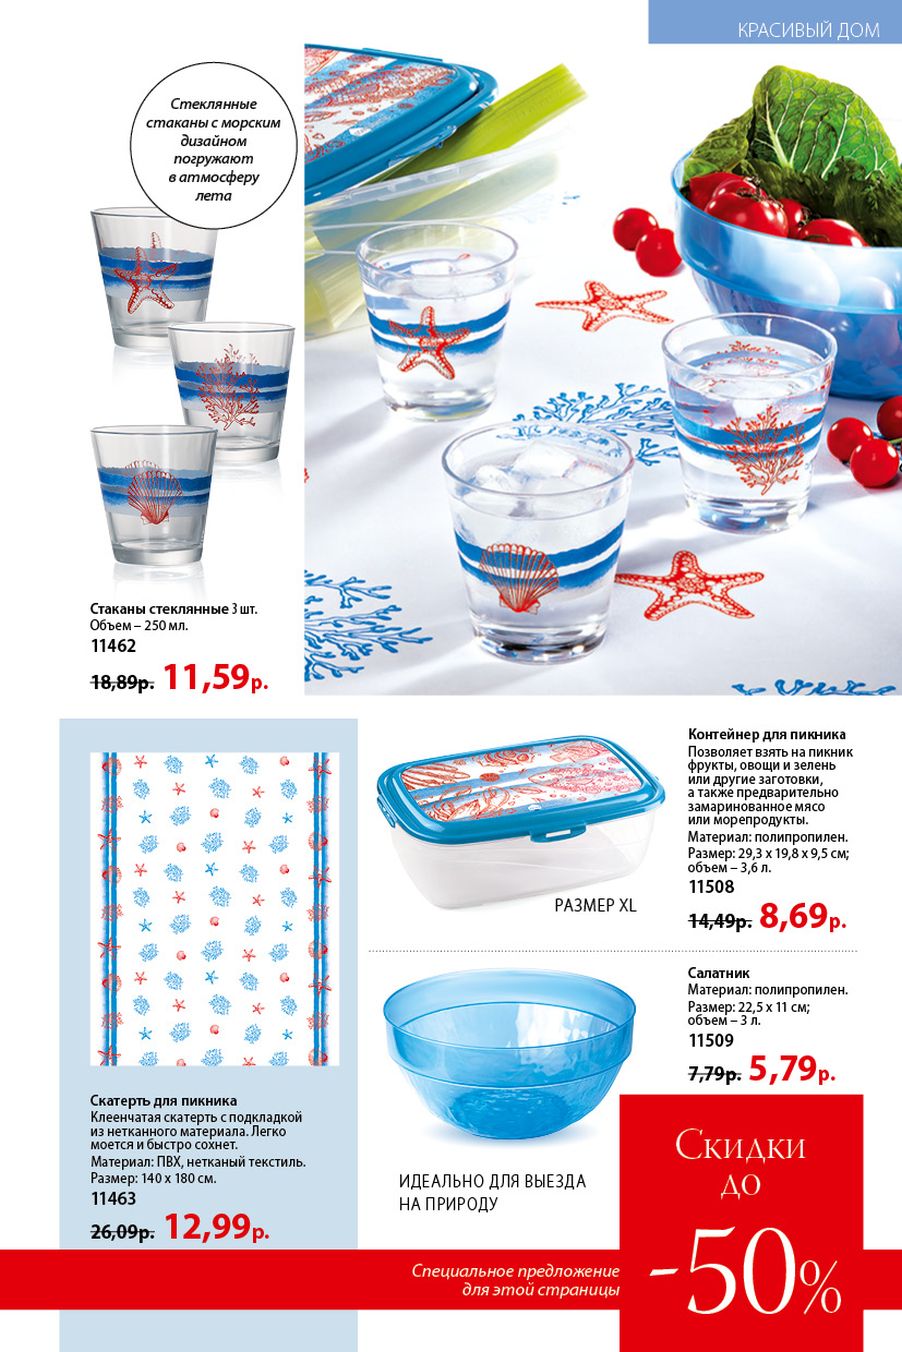 КРАСИВЫЙ ДОМ
Стеклянные
стаканы с морским
дизайном
погружают
в атмосферу
лета
Стаканы стеклянные 3 шт.
Объем – 250 мл.
11462
18,89р. 11,59р.
Скатерть для пикника
Клеенчатая скатерть с подкладкой
из нетканного материала. Легко
моется и быстро сохнет.
Материал: ПВХ, нетканый текстиль.
Размер: 140 х 180 см.
11463
26,09р. 12,99р.
РАЗМЕР XL
Контейнер для пикника
Позволяет взять на пикник
фрукты, овощи и зелень
или другие заготовки,
а также предварительно
замаринованное мясо
или морепродукты.
Материал: полипропилен.
Размер: 29,3 х 19,8 х 9,5 см;
объем – 3,6 л.
11508
14,49р. 8,69р.
Салатник
Материал: полипропилен.
Размер: 22,5 х 11 см;
объем – 3 л.
11509
7,79р. 5,79р.
ИДЕАЛЬНО ДЛЯ ВЫЕЗДА
НА ПРИРОДУ
Специальное предложение
для этой страницы
Скидки
до
-50%